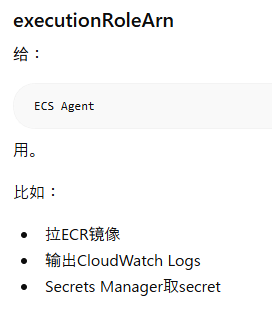 executionRoleArn
给：
ECS Agent
用。
比如：
拉ECR镜像
输出CloudWatch Logs
Secrets Manager取secret